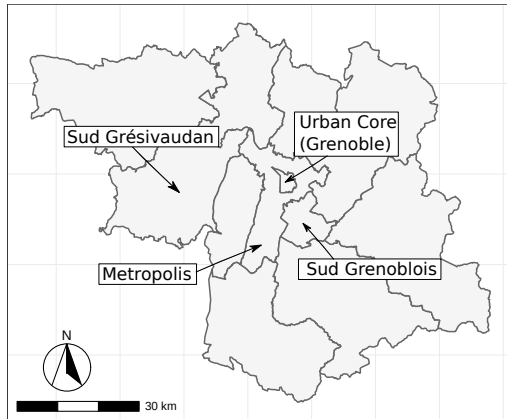 Urban Core
(Grenoble)
Sud Grésivaudan
Sud Grenoblois
Metropolis
N
30 km